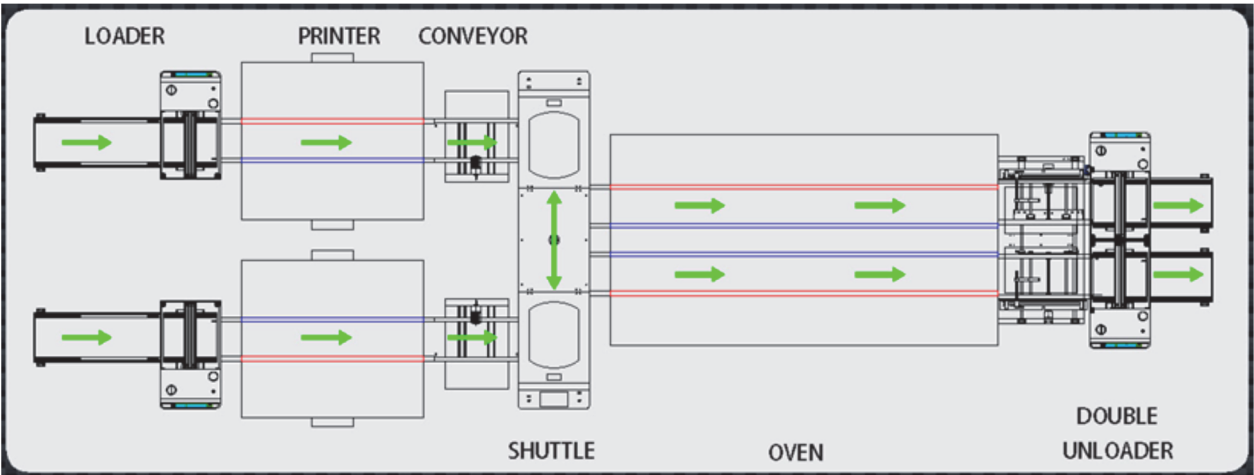 LOADER
PRINTER
CONVEYOR
SHUTTLE
OVEN
DOUBLE
UNLOADER